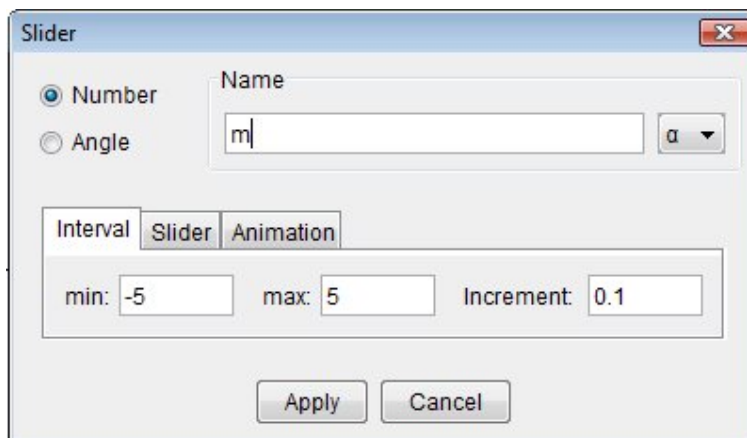 Slider
Number
Name
Angle
m
α
Interval Slider Animation
min: -5 max: 5 Increment: 0.1
Apply Cancel